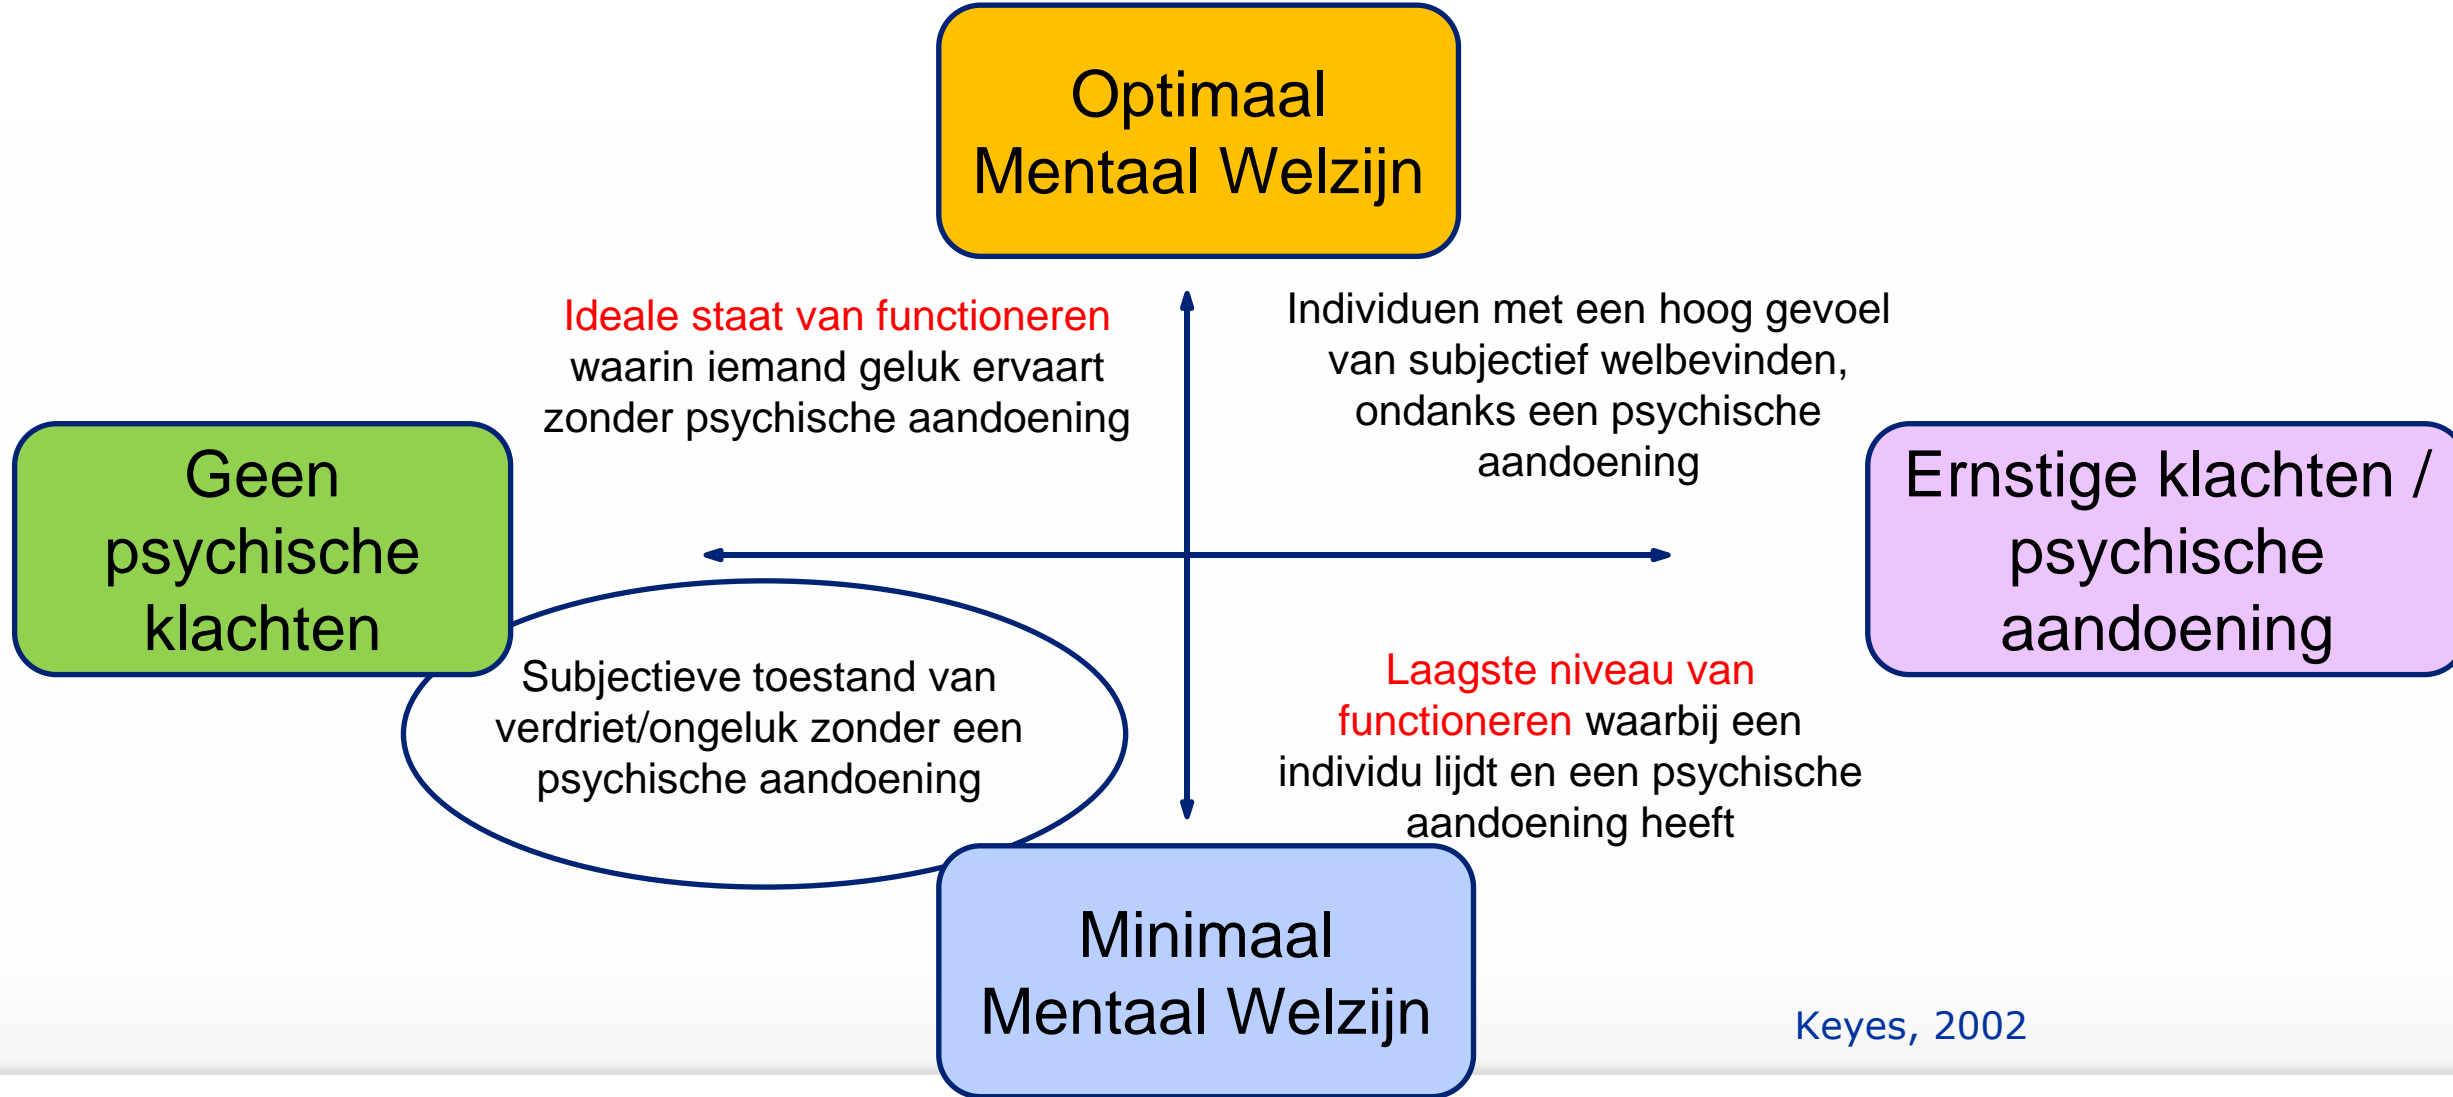 Optimaal
Mentaal Welzijn
Ideale staat van functioneren
waarin iemand geluk ervaart
zonder psychische aandoening
Individuen met een hoog gevoel
van subjectief welbevinden,
ondanks een psychische
aandoening
Geen
psychische
klachten
Ernstige klachten /
psychische
aandoening
Subjectieve toestand van
verdriet/ongeluk zonder een
psychische aandoening
Laagste niveau van
functioneren waarbij een
individu lijdt en een psychische
aandoening heeft
Minimaal
Mentaal Welzijn
Keyes, 2002